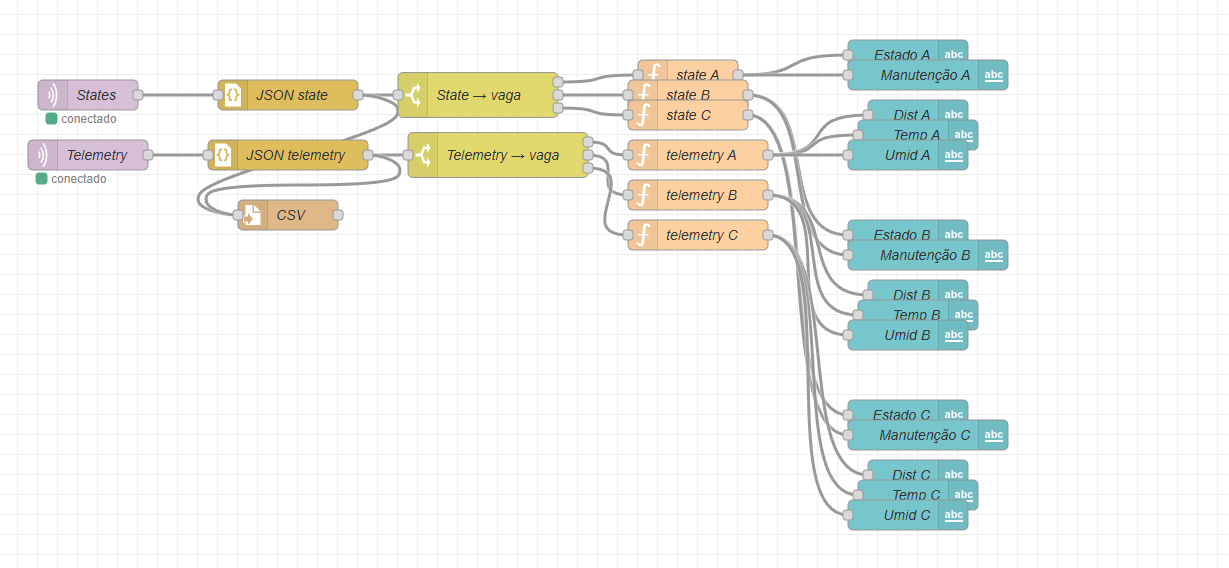 States
conectado
JSON state
State → vaga
state A
state B
state C
Estado A abc
Manutenção A abc
Telemetry
conectado
JSON telemetry
Telemetry → vaga
telemetry A
telemetry B
telemetry C
Dist A abc
Temp A abc
Umid A abc
CSV
Estado B abc
Manutenção B abc
Dist B abc
Temp B abc
Umid B abc
Estado C abc
Manutenção C abc
Dist C abc
Temp C abc
Umid C abc